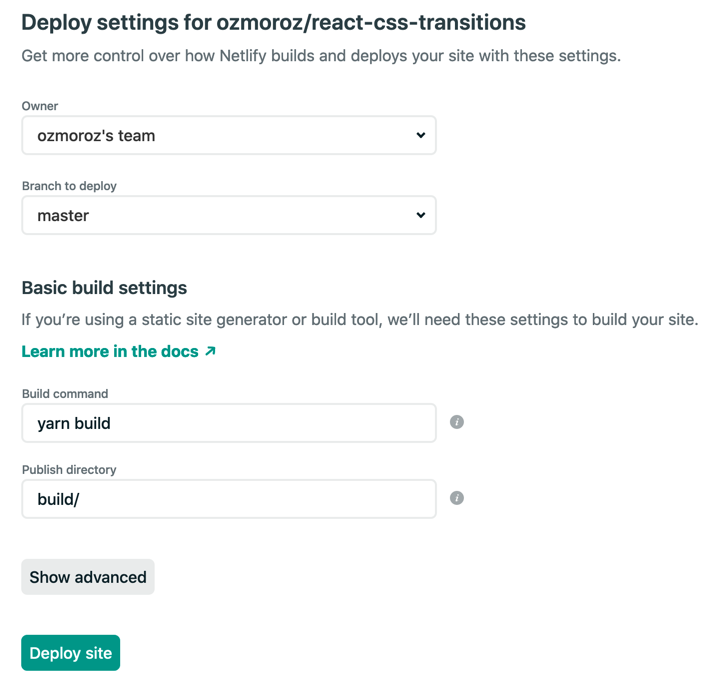 Deploy settings for ozmoroz/react-css-transitions
Get more control over how Netlify builds and deploys your site with these settings.
Owner
ozmoroz's team
Branch to deploy
master
Basic build settings
If you’re using a static site generator or build tool, we’ll need these settings to build your site.
Learn more in the docs ↗
Build command
yarn build
i
Publish directory
build/
i
Show advanced
Deploy site